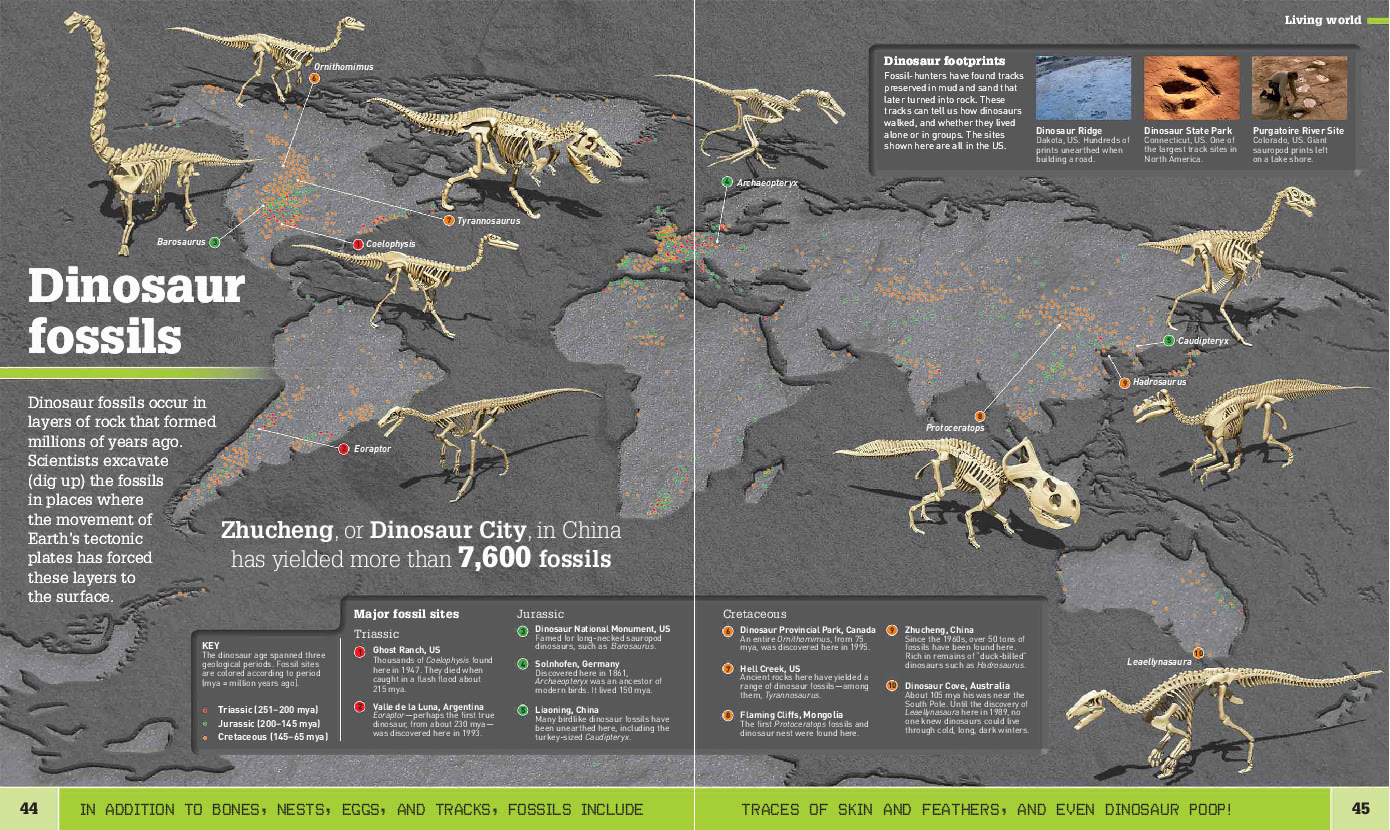 Living world
Dinosaur footprints
Fossil-hunters have found tracks
preserved in mud and sand that
later turned into rock. These
tracks can tell us how dinosaurs
walked, and whether they lived
alone or in groups. The sites
shown here are all in the US.
Dinosaur Ridge
Dakota, US. Hundreds of
prints unearthed when
building a road.
Dinosaur State Park
Connecticut, US. One of
the largest track sites in
North America.
Purgatoire River Site
Colorado, US. Giant
sauropod prints left
on a lake shore.
Ornithomimus
6
Archaeopteryx
4
7 Tyrannosaurus
Barosaurus 3
1 Coelophysis
5 Caudipteryx
9 Hadrosaurus
8
Protoceratops
2 Eoraptor
Leaellynasaura
10
Dinosaur
fossils
Dinosaur fossils occur in
layers of rock that formed
millions of years ago.
Scientists excavate
(dig up) the fossils
in places where
the movement of
Earth's tectonic
plates has forced
these layers to
the surface.
Zhucheng, or Dinosaur City, in China
has yielded more than 7,600 fossils
KEY
The dinosaur age spanned three
geological periods. Fossil sites
are colored according to period
(mya = million years ago).
Triassic (251–200 mya)
Jurassic (200–145 mya)
Cretaceous (145–65 mya)
Major fossil sites
Triassic
1 Ghost Ranch, US
Thousands of Coelophysis found
here in 1947. They died when
caught in a flash flood about
215 mya.
2 Valle de la Luna, Argentina
Eoraptor—perhaps the first true
dinosaur, from about 230 mya—
was discovered here in 1993.
Jurassic
3 Dinosaur National Monument, US
Famed for long-necked sauropod
dinosaurs, such as Barosaurus.
4 Solnhofen, Germany
Discovered here in 1861,
Archaeopteryx was an ancestor of
modern birds. It lived 150 mya.
5 Liaoning, China
Many birdlike dinosaur fossils have
been unearthed here, including the
turkey-sized Caudipteryx.
Cretaceous
6 Dinosaur Provincial Park, Canada
An entire Ornithomimus, from 75
mya, was discovered here in 1995.
7 Hell Creek, US
Ancient rocks here have yielded a
range of dinosaur fossils—among
them, Tyrannosaurus.
8 Flaming Cliffs, Mongolia
The first Protoceratops fossils and
dinosaur nest were found here.
9 Zhucheng, China
Since the 1960s, over 50 tons of
fossils have been found here.
Rich in remains of "duck-billed"
dinosaurs such as Hadrosaurus.
10 Dinosaur Cove, Australia
About 105 mya his was near the
South Pole. Until the discovery of
Leaellynasaura here in 1989, no
one knew dinosaurs could live
through cold, long, dark winters.
44
IN ADDITION TO BONES, NESTS, EGGS, AND TRACKS, FOSSILS INCLUDE
TRACES OF SKIN AND FEATHERS, AND EVEN DINOSAUR POOP!
45